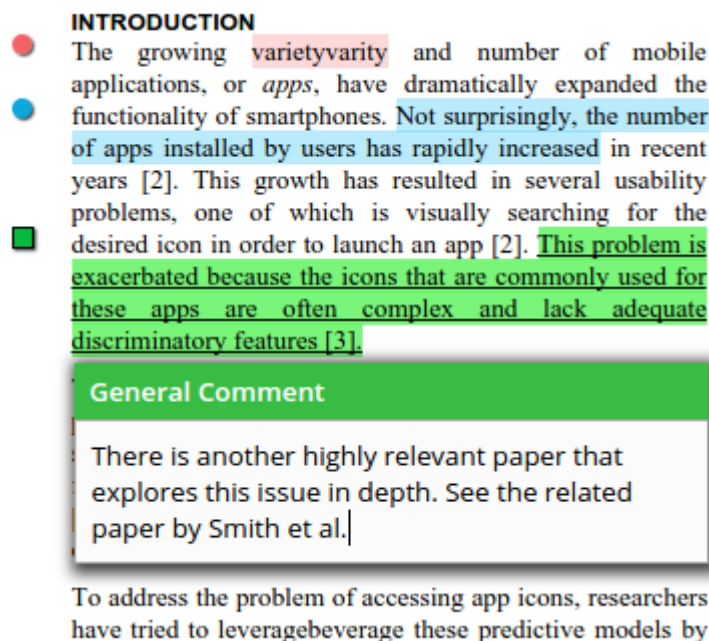 INTRODUCTION
The growing varietyvarity and number of mobile
applications, or apps, have dramatically expanded the
functionality of smartphones. Not surprisingly, the number
of apps installed by users has rapidly increased in recent
years [2]. This growth has resulted in several usability
problems, one of which is visually searching for the
desired icon in order to launch an app [2]. This problem is
exacerbated because the icons that are commonly used for
these apps are often complex and lack adequate
discriminatory features [3].
General Comment
There is another highly relevant paper that
explores this issue in depth. See the related
paper by Smith et al.
To address the problem of accessing app icons, researchers
have tried to leveragebeverage these predictive models by